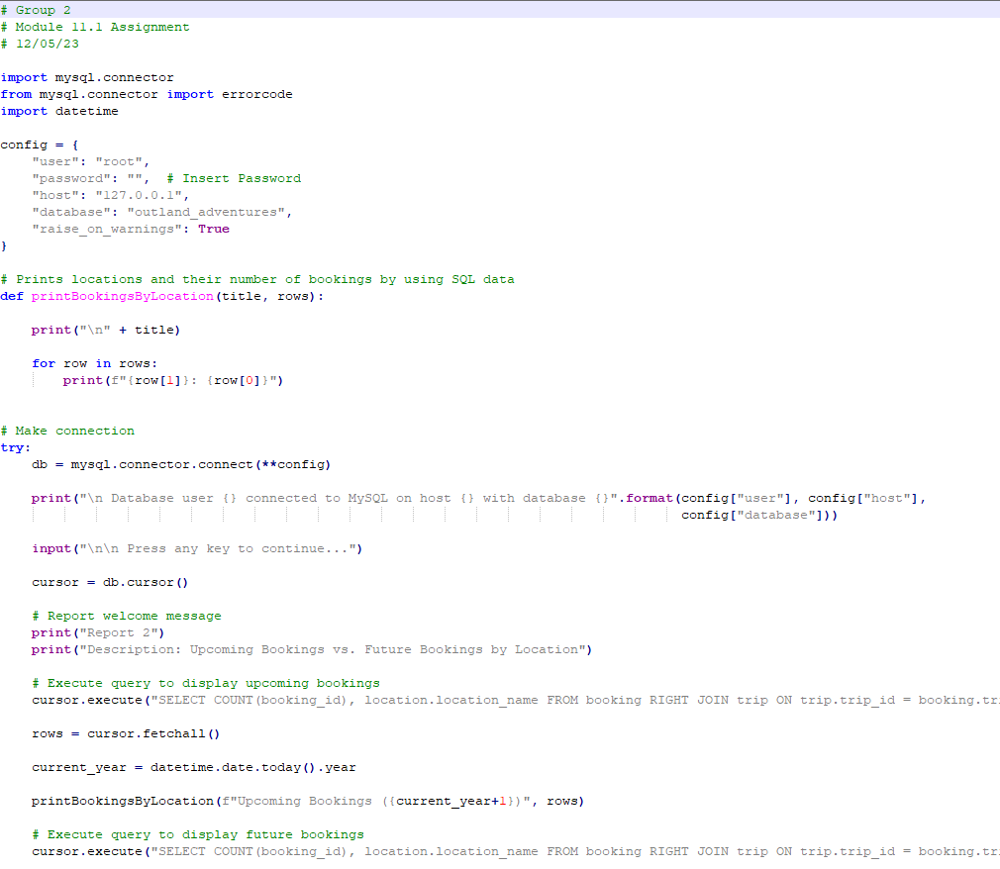 # Group 2
# Module 11.1 Assignment
# 12/05/23
import mysql.connector
from mysql.connector import errorcode
import datetime
config = {
    "user": "root",
    "password": "",  # Insert Password
    "host": "127.0.0.1",
    "database": "outland_adventures",
    "raise_on_warnings": True
}
# Prints locations and their number of bookings by using SQL data
def printBookingsByLocation(title, rows):
    print("\n" + title)
    for row in rows:
        print(f"{row[1]}: {row[0]}")
# Make connection
try:
    db = mysql.connector.connect(**config)
    print("\n Database user {} connected to MySQL on host {} with database {}".format(config["user"], config["host"],
                                                                                      config["database"]))
    input("\n\n Press any key to continue...")
    cursor = db.cursor()
    # Report welcome message
    print("Report 2")
    print("Description: Upcoming Bookings vs. Future Bookings by Location")
    # Execute query to display upcoming bookings
    cursor.execute("SELECT COUNT(booking_id), location.location_name FROM booking RIGHT JOIN trip ON trip.trip_id = booking.tri
    rows = cursor.fetchall()
    current_year = datetime.date.today().year
    printBookingsByLocation(f"Upcoming Bookings ({current_year+1})", rows)
    # Execute query to display future bookings
    cursor.execute("SELECT COUNT(booking_id), location.location_name FROM booking RIGHT JOIN trip ON trip.trip_id = booking.tri